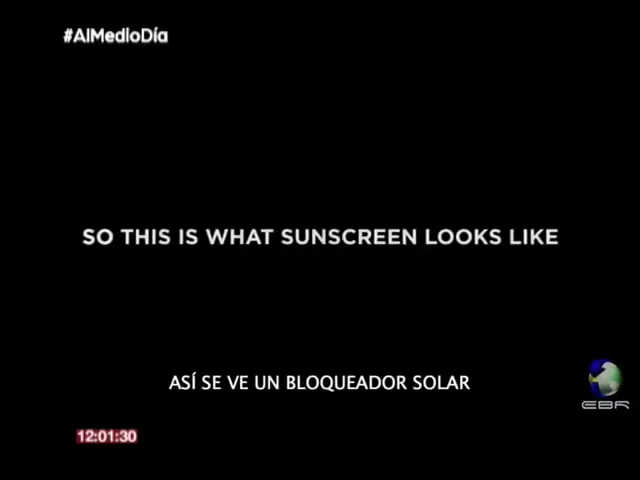 #AlMedioDía
SO THIS IS WHAT SUNSCREEN LOOKS LIKE
ASÍ SE VE UN BLOQUEADOR SOLAR
EBR
12:01:30